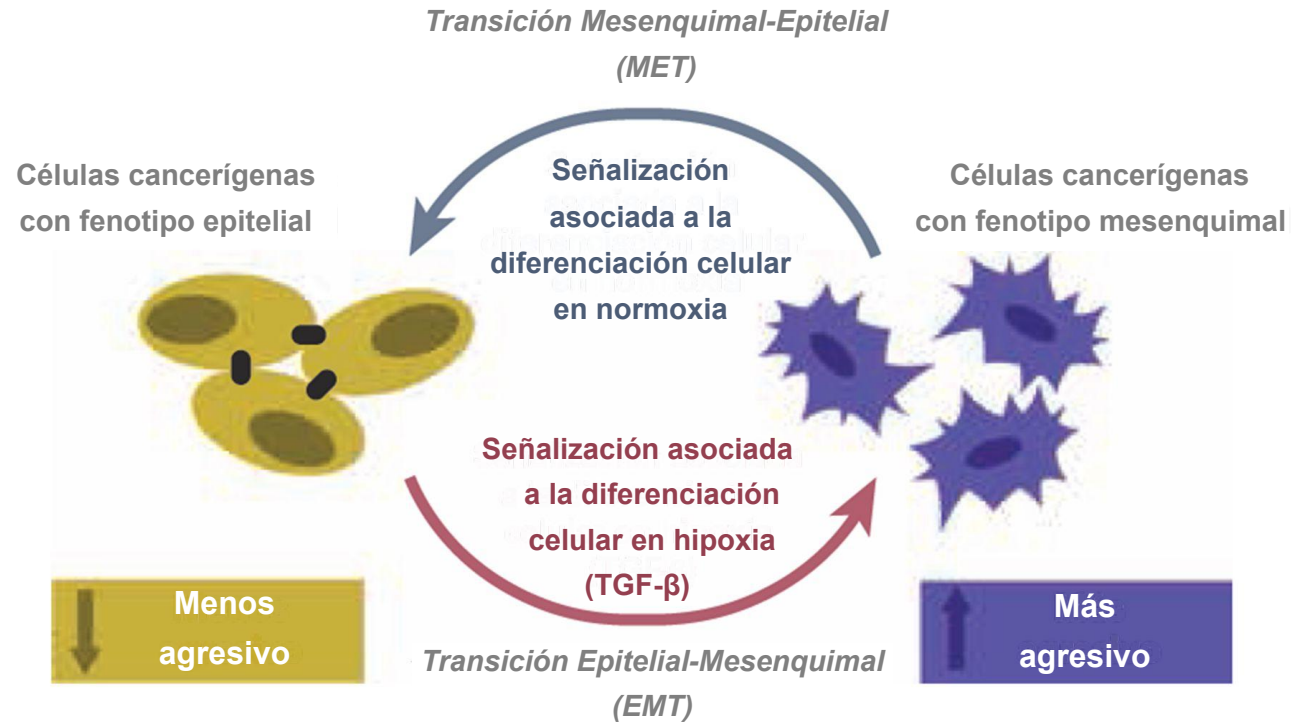 Transición Mesenquimal-Epitelial
(MET)
Células cancerígenas
con fenotipo epitelial
Señalización
asociada a la
diferenciación celular
en normoxia
Células cancerígenas
con fenotipo mesenquimal
Señalización asociada
a la diferenciación
celular en hipoxia
(TGF-β)
Menos
agresivo
Transición Epitelial-Mesenquimal
(EMT)
Más
agresivo